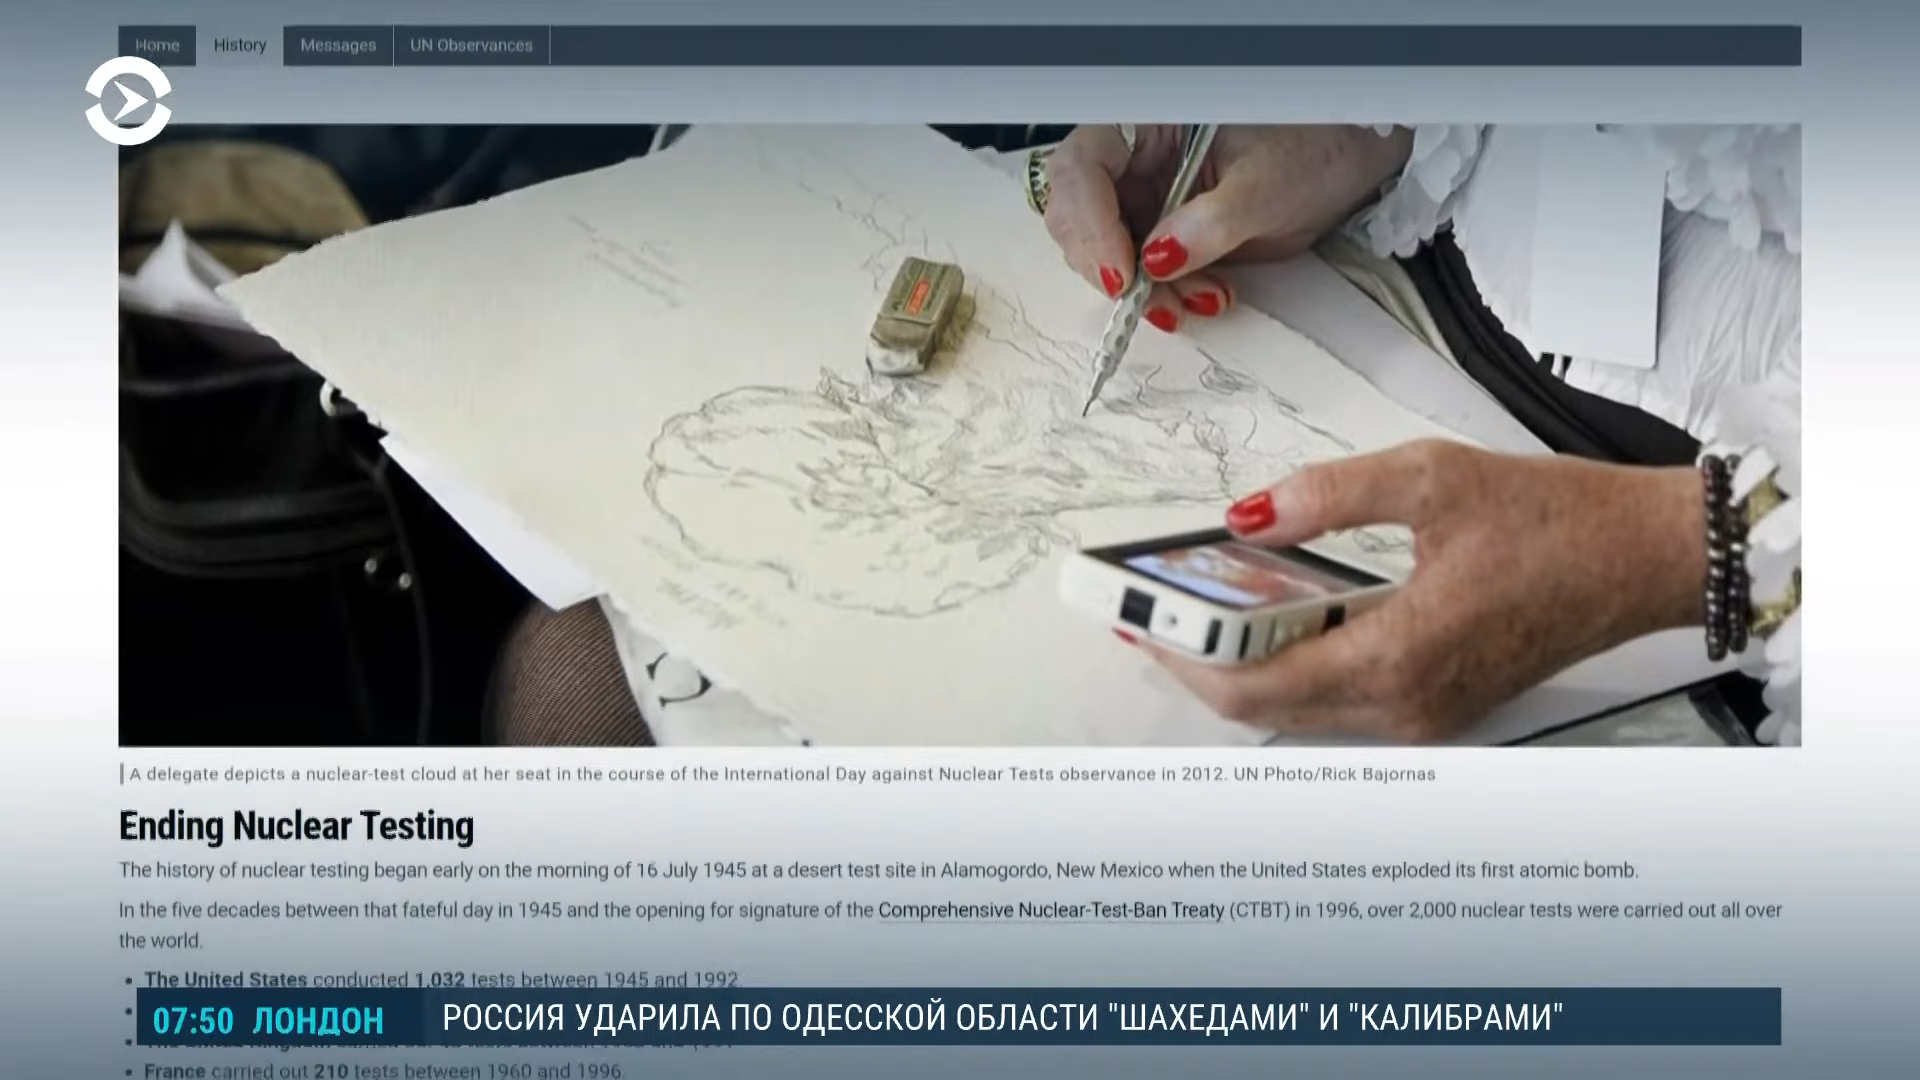 Home History Messages UN Observances
A delegate depicts a nuclear-test cloud at her seat in the course of the International Day against Nuclear Tests observance in 2012. UN Photo/Rick Bajornas
Ending Nuclear Testing
The history of nuclear testing began early on the morning of 16 July 1945 at a desert test site in Alamogordo, New Mexico when the United States exploded its first atomic bomb.
In the five decades between that fateful day in 1945 and the opening for signature of the Comprehensive Nuclear-Test-Ban Treaty (CTBT) in 1996, over 2,000 nuclear tests were carried out all over
the world.
• The United States conducted 1,032 tests between 1945 and 1992.
07:50 ЛОНДОН РОССИЯ УДАРИЛА ПО ОДЕССКОЙ ОБЛАСТИ "ШАХЕДАМИ" И "КАЛИБРАМИ"
• France carried out 210 tests between 1960 and 1996.